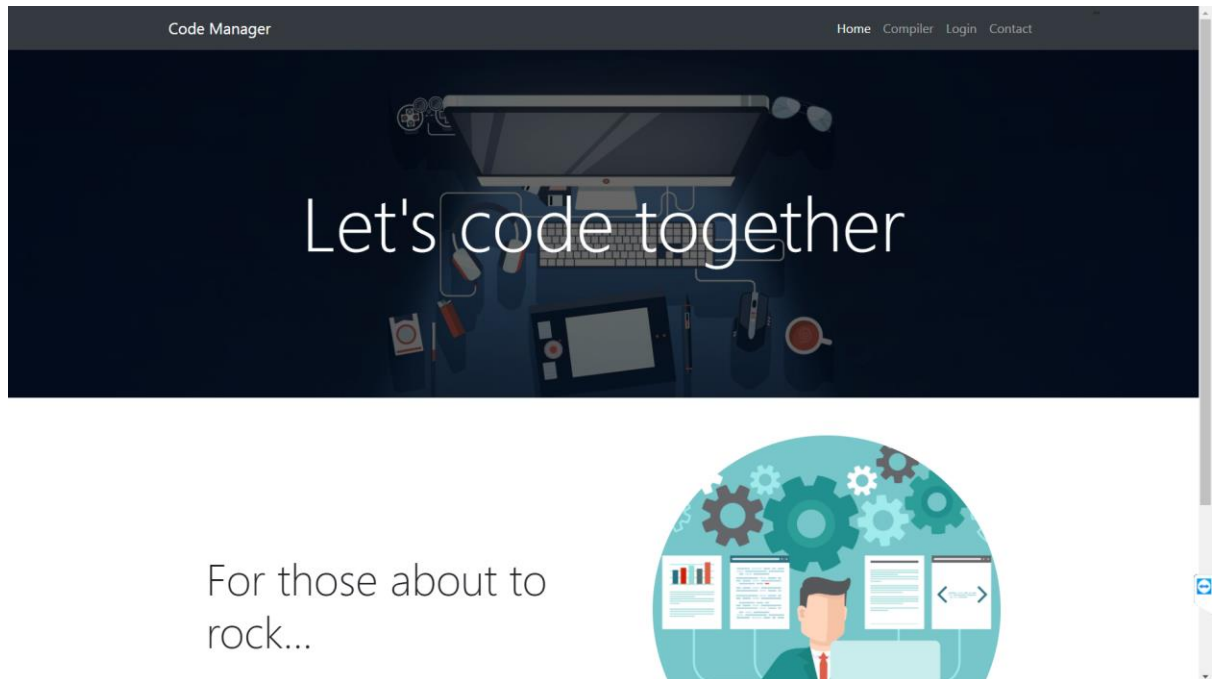 Code Manager
Home Compiler Login Contact
Let's code together
For those about to
rock...